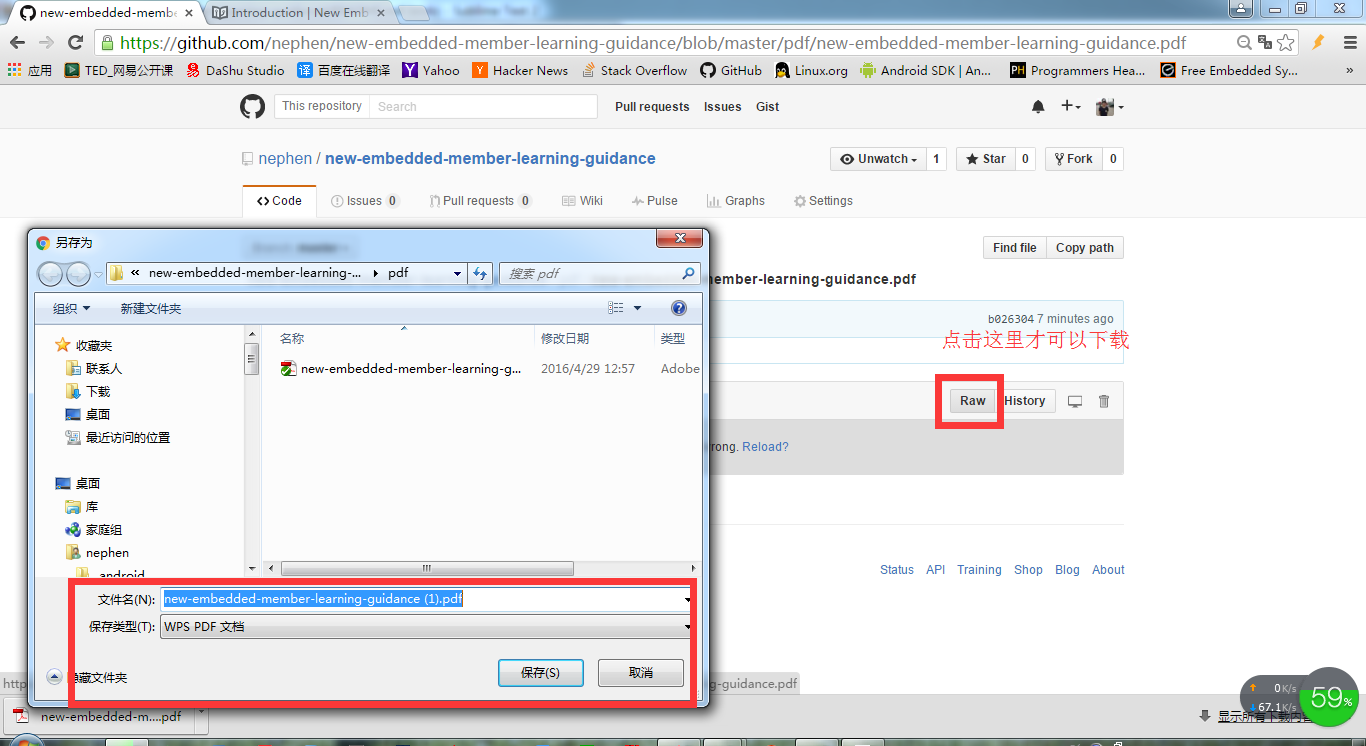 new-embedded-memb
Introduction | New Emb
https://github.com/nephen/new-embedded-member-learning-guidance/blob/master/pdf/new-embedded-member-learning-guidance.pdf
应用 TED_网易公开课 DaShu Studio 百度在线翻译 Yahoo Hacker News Stack Overflow GitHub Linux.org Android SDK | An... Programmers Hea... Free Embedded Sy... »
This repository Search Pull requests Issues Gist
nephen / new-embedded-member-learning-guidance
Unwatch 1 Star 0 Fork 0
Code Issues 0 Pull requests 0 Wiki Pulse Graphs Settings
另存为
Find file Copy path
« new-embedded-member-learning-... pdf 搜索 pdf
ember-learning-guidance.pdf
组织 新建文件夹
b026304 7 minutes ago
点击这里才可以下载
名称 修改日期 类型
收藏夹
联系人
下载
桌面
最近访问的位置
new-embedded-member-learning-g... 2016/4/29 12:57 Adobe
Raw History
rong. Reload?
桌面
库
家庭组
nephen
android
Status API Training Shop Blog About
文件名(N): new-embedded-member-learning-guidance (1).pdf
保存类型(T): WPS PDF 文档
隐藏文件夹 保存(S) 取消
http
g-guidance.pdf
new-embedded-m....pdf
0K/s
67.1K/s
59%
显示所有下载内容